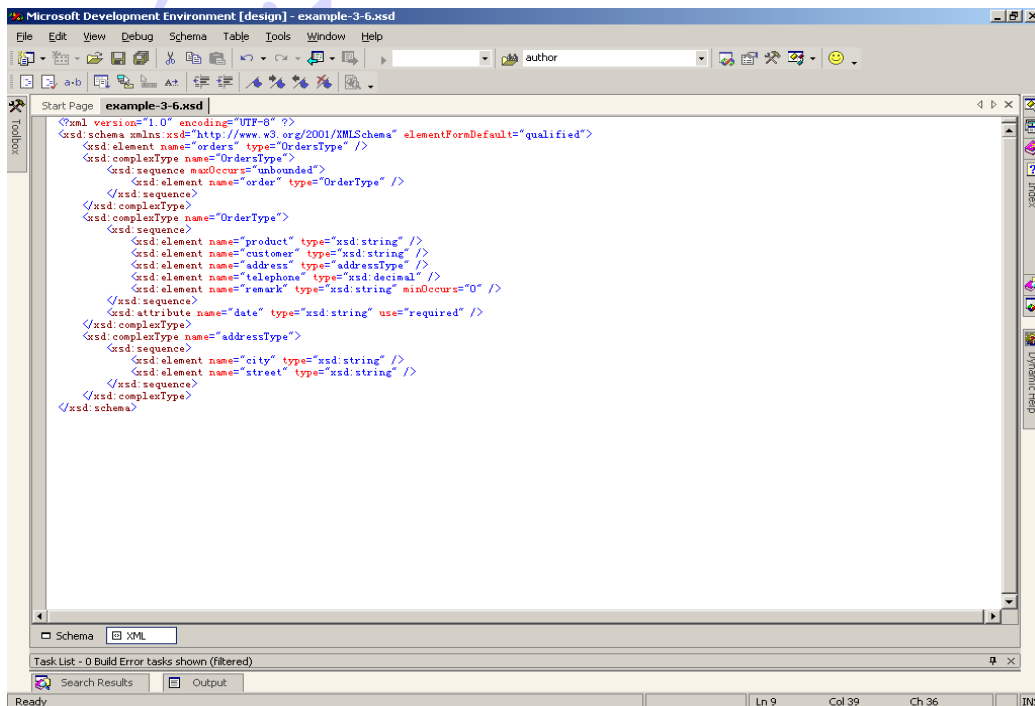 Microsoft Development Environment [design] - example-3-6.xsd
File Edit View Debug Schema Table Tools Window Help
author
Start Page example-3-6.xsd
Toolbox
<?xml version="1.0" encoding="UTF-8" ?>
<xsd:schema xmlns:xsd="http://www.w3.org/2001/XMLSchema" elementFormDefault="qualified">
<xsd:element name="orders" type="OrdersType" />
<xsd:complexType name="OrdersType">
<xsd:sequence maxOccurs="unbounded">
<xsd:element name="order" type="OrderType" />
</xsd:sequence>
</xsd:complexType>
<xsd:complexType name="OrderType">
<xsd:sequence>
<xsd:element name="product" type="xsd:string" />
<xsd:element name="customer" type="xsd:string" />
<xsd:element name="address" type="addressType" />
<xsd:element name="telephone" type="xsd:decimal" />
<xsd:element name="remark" type="xsd:string" minOccurs="0" />
</xsd:sequence>
<xsd:attribute name="date" type="xsd:string" use="required" />
</xsd:complexType>
<xsd:complexType name="addressType">
<xsd:sequence>
<xsd:element name="city" type="xsd:string" />
<xsd:element name="street" type="xsd:string" />
</xsd:sequence>
</xsd:complexType>
</xsd:schema>
Index
Dynamic Help
Schema XML
Task List - 0 Build Error tasks shown (filtered)
Search Results Output
Ready Ln 9 Col 39 Ch 36 INS